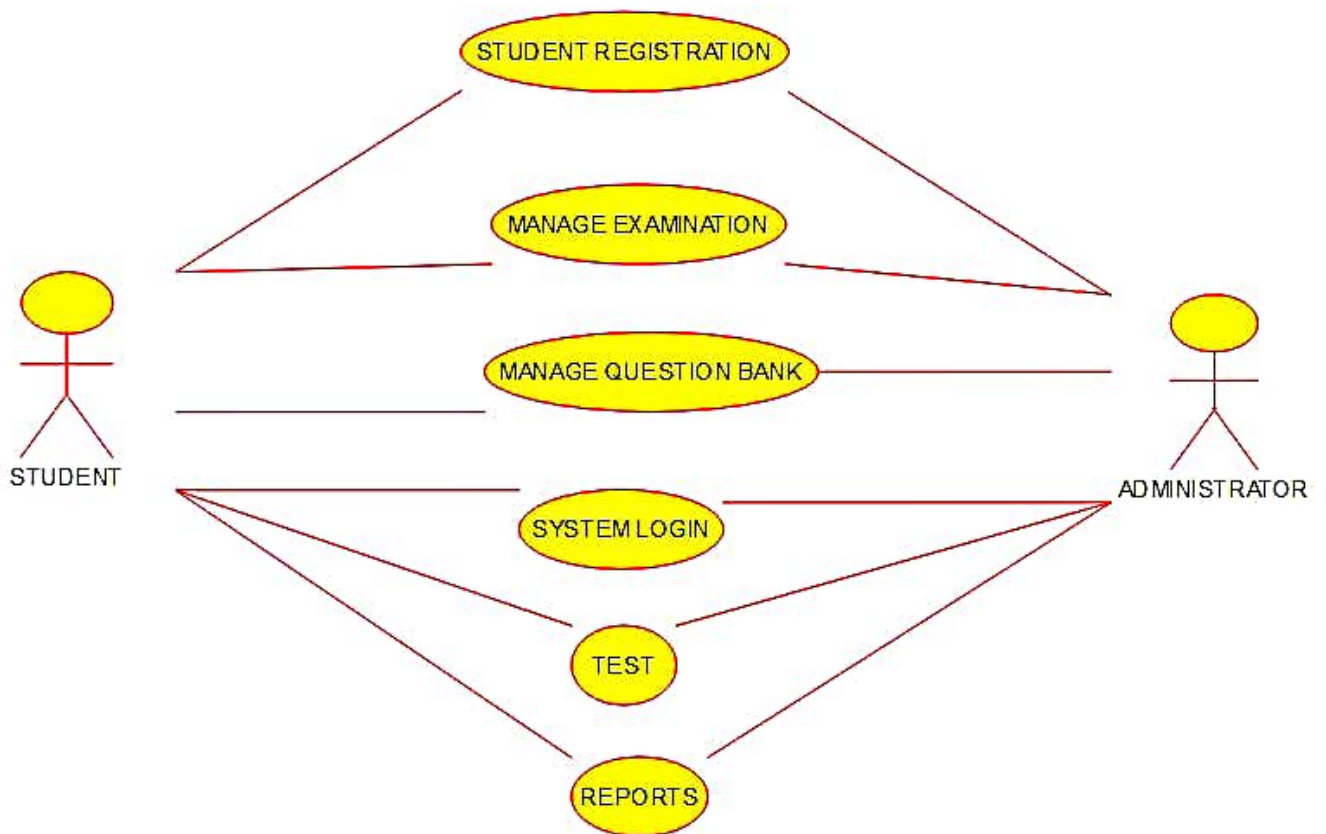 STUDENT REGISTRATION
MANAGE EXAMINATION
MANAGE QUESTION BANK
STUDENT
ADMINISTRATOR
SYSTEM LOGIN
TEST
REPORTS